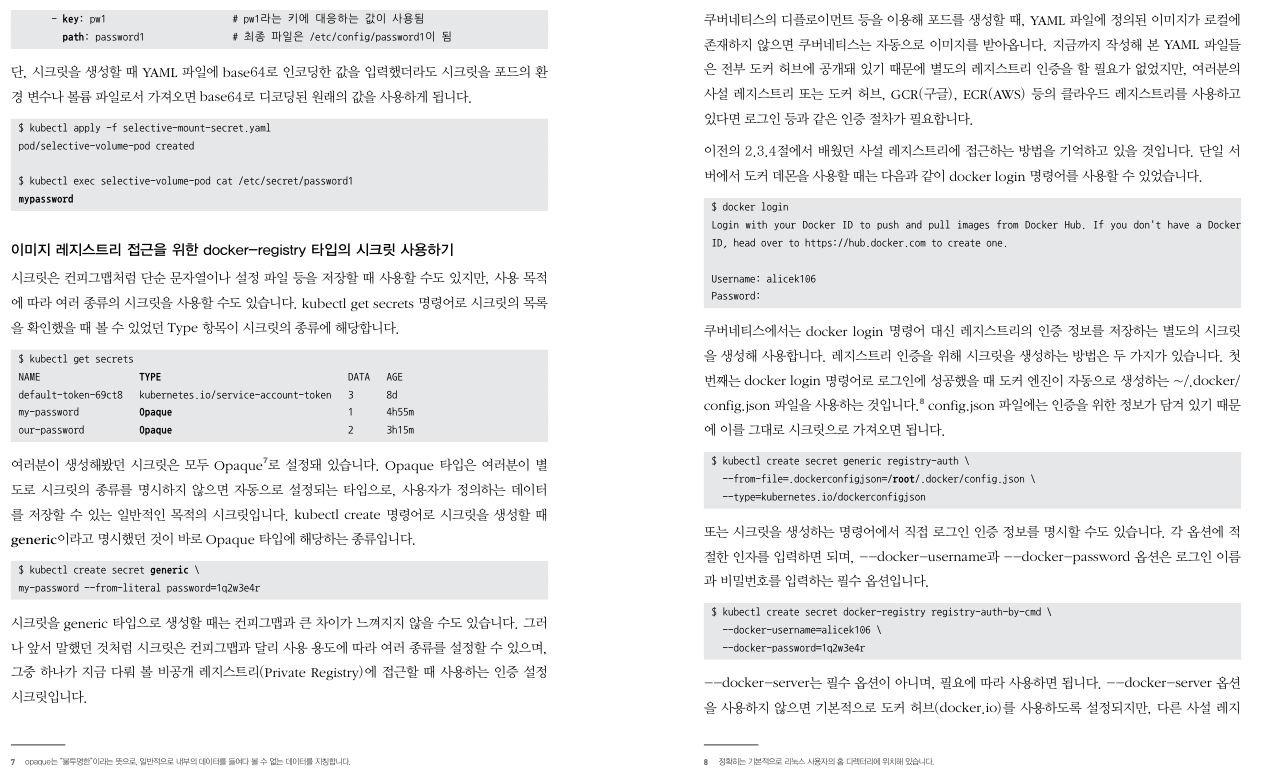 - key: pw1 # pw1라는 키에 대응하는 값이 사용됨
path: password1 # 최종 파일은 /etc/config/password1이 됨
단, 시크릿을 생성할 때 YAML 파일에 base64로 인코딩한 값을 입력했더라도 시크릿을 포드의 환
경 변수나 볼륨 파일로서 가져오면 base64로 디코딩된 원래의 값을 사용하게 됩니다.
$ kubectl apply -f selective-mount-secret.yaml
pod/selective-volume-pod created
$ kubectl exec selective-volume-pod cat /etc/secret/password1
mypassword
이미지 레지스트리 접근을 위한 docker-registry 타입의 시크릿 사용하기
시크릿은 컨피그맵처럼 단순 문자열이나 설정 파일 등을 저장할 때 사용할 수도 있지만, 사용 목적
에 따라 여러 종류의 시크릿을 사용할 수도 있습니다. kubectl get secrets 명령어로 시크릿의 목록
을 확인했을 때 볼 수 있었던 Type 항목이 시크릿의 종류에 해당합니다.
$ kubectl get secrets
NAME TYPE DATA AGE
default-token-69ct8 kubernetes.io/service-account-token 3 8d
my-password Opaque 1 4h55m
our-password Opaque 2 3h15m
여러분이 생성해봤던 시크릿은 모두 Opaque7로 설정돼 있습니다. Opaque 타입은 여러분이 별
도로 시크릿의 종류를 명시하지 않으면 자동으로 설정되는 타입으로, 사용자가 정의하는 데이터
를 저장할 수 있는 일반적인 목적의 시크릿입니다. kubectl create 명령어로 시크릿을 생성할 때
generic이라고 명시했던 것이 바로 Opaque 타입에 해당하는 종류입니다.
$ kubectl create secret generic \
my-password --from-literal password=1q2w3e4r
시크릿을 generic 타입으로 생성할 때는 컨피그맵과 큰 차이가 느껴지지 않을 수도 있습니다. 그러
나 앞서 말했던 것처럼 시크릿은 컨피그맵과 달리 사용 용도에 따라 여러 종류를 설정할 수 있으며,
그중 하나가 지금 다뤄 볼 비공개 레지스트리(Private Registry)에 접근할 때 사용하는 인증 설정
시크릿입니다.
7 opaque는 "불투명한"이라는 뜻으로, 일반적으로 내부의 데이터를 들여다 볼 수 없는 데이터를 지칭합니다.
쿠버네티스의 디플로이먼트 등을 이용해 포드를 생성할 때, YAML 파일에 정의된 이미지가 로컬에
존재하지 않으면 쿠버네티스는 자동으로 이미지를 받아옵니다. 지금까지 작성해 본 YAML 파일들
은 전부 도커 허브에 공개돼 있기 때문에 별도의 레지스트리 인증을 할 필요가 없었지만, 여러분의
사설 레지스트리 또는 도커 허브, GCR(구글), ECR(AWS) 등의 클라우드 레지스트리를 사용하고
있다면 로그인 등과 같은 인증 절차가 필요합니다.
이전의 2.3.4절에서 배웠던 사설 레지스트리에 접근하는 방법을 기억하고 있을 것입니다. 단일 서
버에서 도커 데몬을 사용할 때는 다음과 같이 docker login 명령어를 사용할 수 있었습니다.
$ docker login
Login with your Docker ID to push and pull images from Docker Hub. If you don't have a Docker
ID, head over to https://hub.docker.com to create one.
Username: alicek106
Password:
쿠버네티스에서는 docker login 명령어 대신 레지스트리의 인증 정보를 저장하는 별도의 시크릿
을 생성해 사용합니다. 레지스트리 인증을 위해 시크릿을 생성하는 방법은 두 가지가 있습니다. 첫
번째는 docker login 명령어로 로그인에 성공했을 때 도커 엔진이 자동으로 생성하는 ~/.docker/
config.json 파일을 사용하는 것입니다.8 config.json 파일에는 인증을 위한 정보가 담겨 있기 때문
에 이를 그대로 시크릿으로 가져오면 됩니다.
$ kubectl create secret generic registry-auth \
--from-file=.dockerconfigjson=/root/.docker/config.json \
--type=kubernetes.io/dockerconfigjson
또는 시크릿을 생성하는 명령어에서 직접 로그인 인증 정보를 명시할 수도 있습니다. 각 옵션에 적
절한 인자를 입력하면 되며, --docker-username과 --docker-password 옵션은 로그인 이름
과 비밀번호를 입력하는 필수 옵션입니다.
$ kubectl create secret docker-registry registry-auth-by-cmd \
--docker-username=alicek106 \
--docker-password=1q2w3e4r
--docker-server는 필수 옵션이 아니며, 필요에 따라 사용하면 됩니다. --docker-server 옵션
을 사용하지 않으면 기본적으로 도커 허브(docker.io)를 사용하도록 설정되지만, 다른 사설 레지
8 정확히는 기본적으로 리눅스 사용자의 홈 디렉터리에 위치해 있습니다.